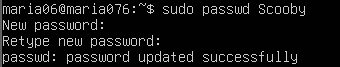 maria06@maria076:~$ sudo passwd Scooby
New password:
Retype new password:
passwd: password updated successfully